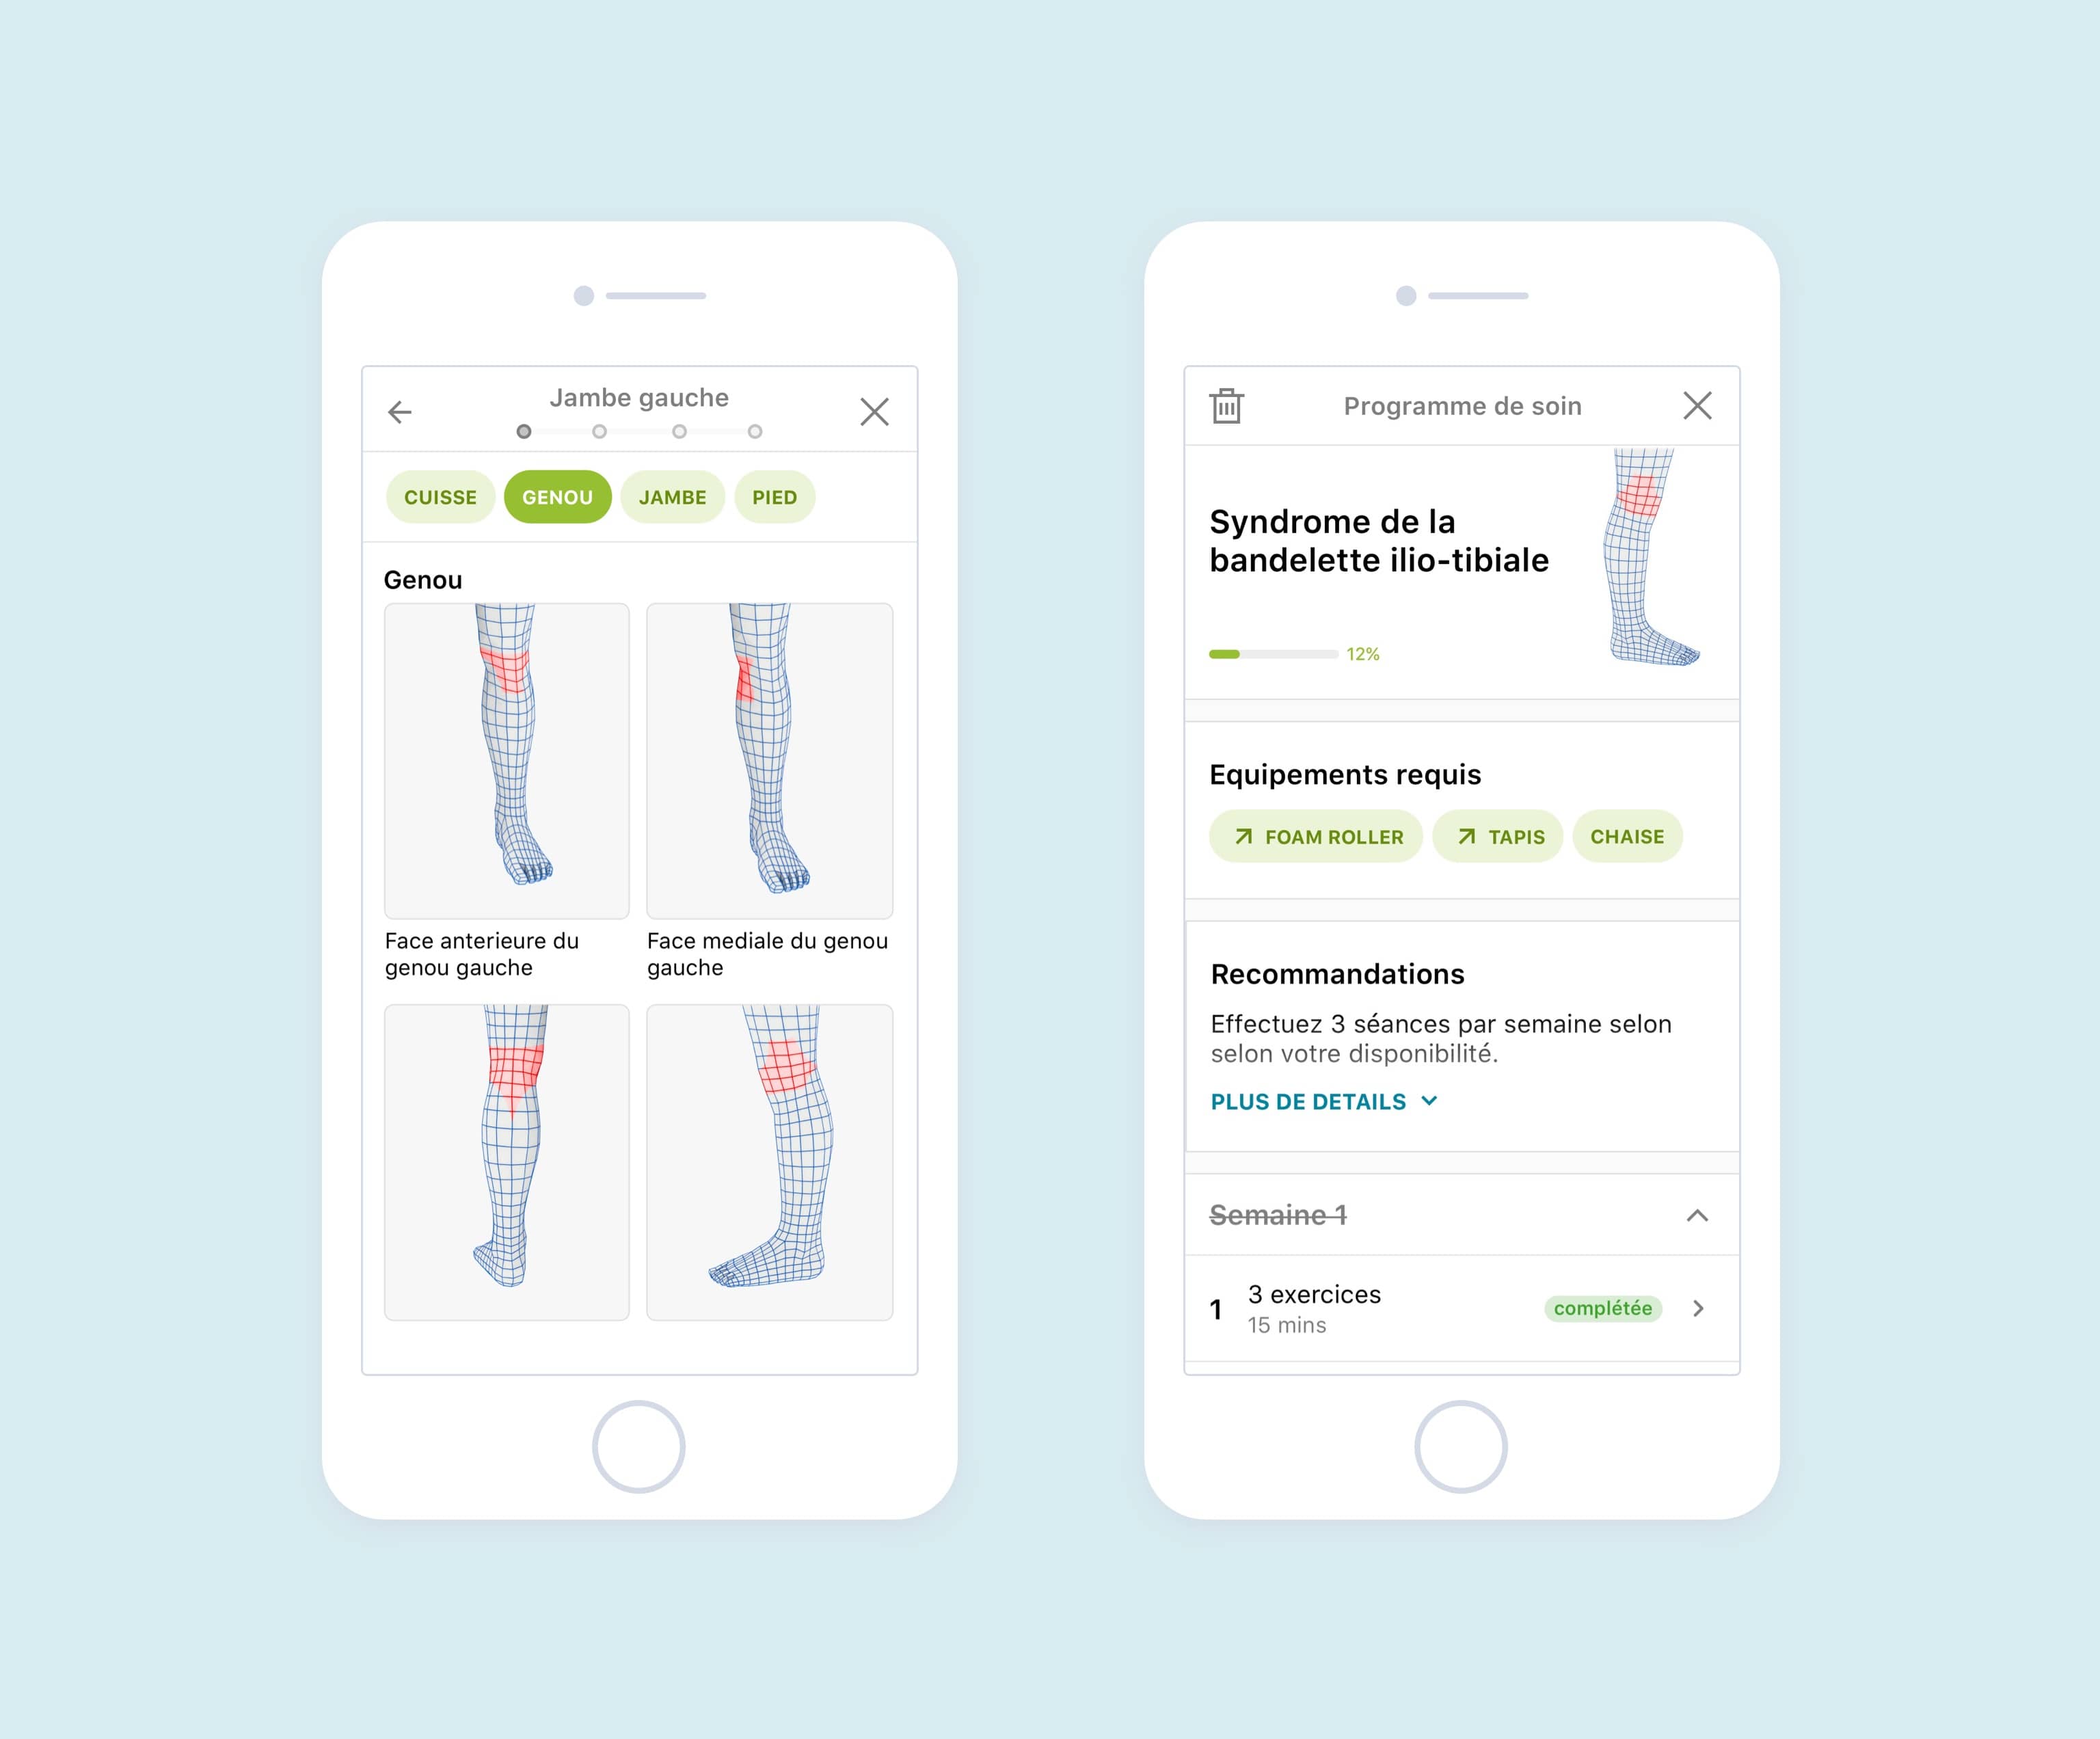 Jambe gauche
CUISSE GENOU JAMBE PIED
Genou
Face anterieure du
genou gauche
Face mediale du genou
gauche
Programme de soin
Syndrome de la
bandelette ilio-tibiale
12%
Equipements requis
FOAM ROLLER TAPIS CHAISE
Recommandations
Effectuez 3 séances par semaine selon
selon votre disponibilité.
PLUS DE DETAILS
Semaine 1
1 3 exercices complétée
15 mins